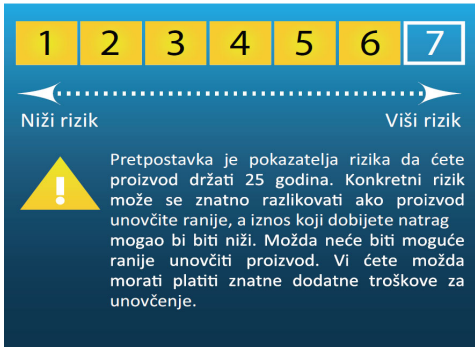 1 2 3 4 5 6 7
Niži rizik Viši rizik
!
Pretpostavka je pokazatelja rizika da ćete
proizvod držati 25 godina. Konkretni rizik
može se znatno razlikovati ako proizvod
unovčite ranije, a iznos koji dobijete natrag
mogao bi biti niži. Možda neće biti moguće
ranije unovčiti proizvod. Vi ćete možda
morati platiti znatne dodatne troškove za
unovčenje.